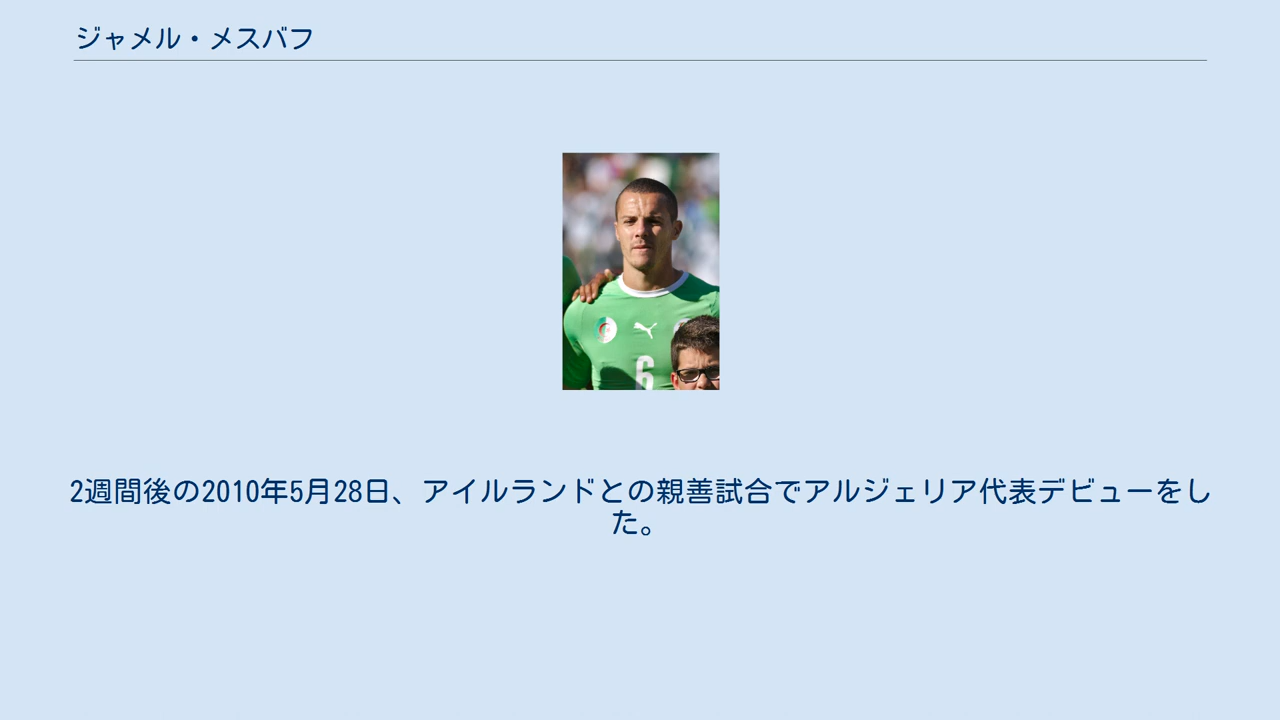 ジャメル・メスバフ
6
2週間後の2010年5月28日、アイルランドとの親善試合でアルジェリア代表デビューをし
た。